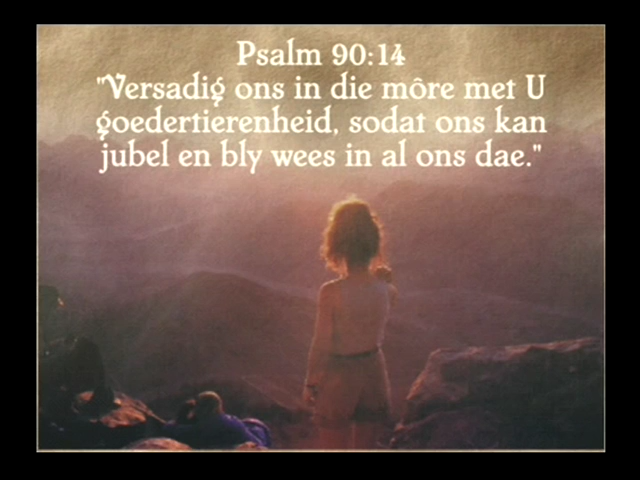 Psalm 90:14
"Versadig ons in die môre met U
goedertierenheid, sodat ons kan
jubel en bly wees in al ons dae."